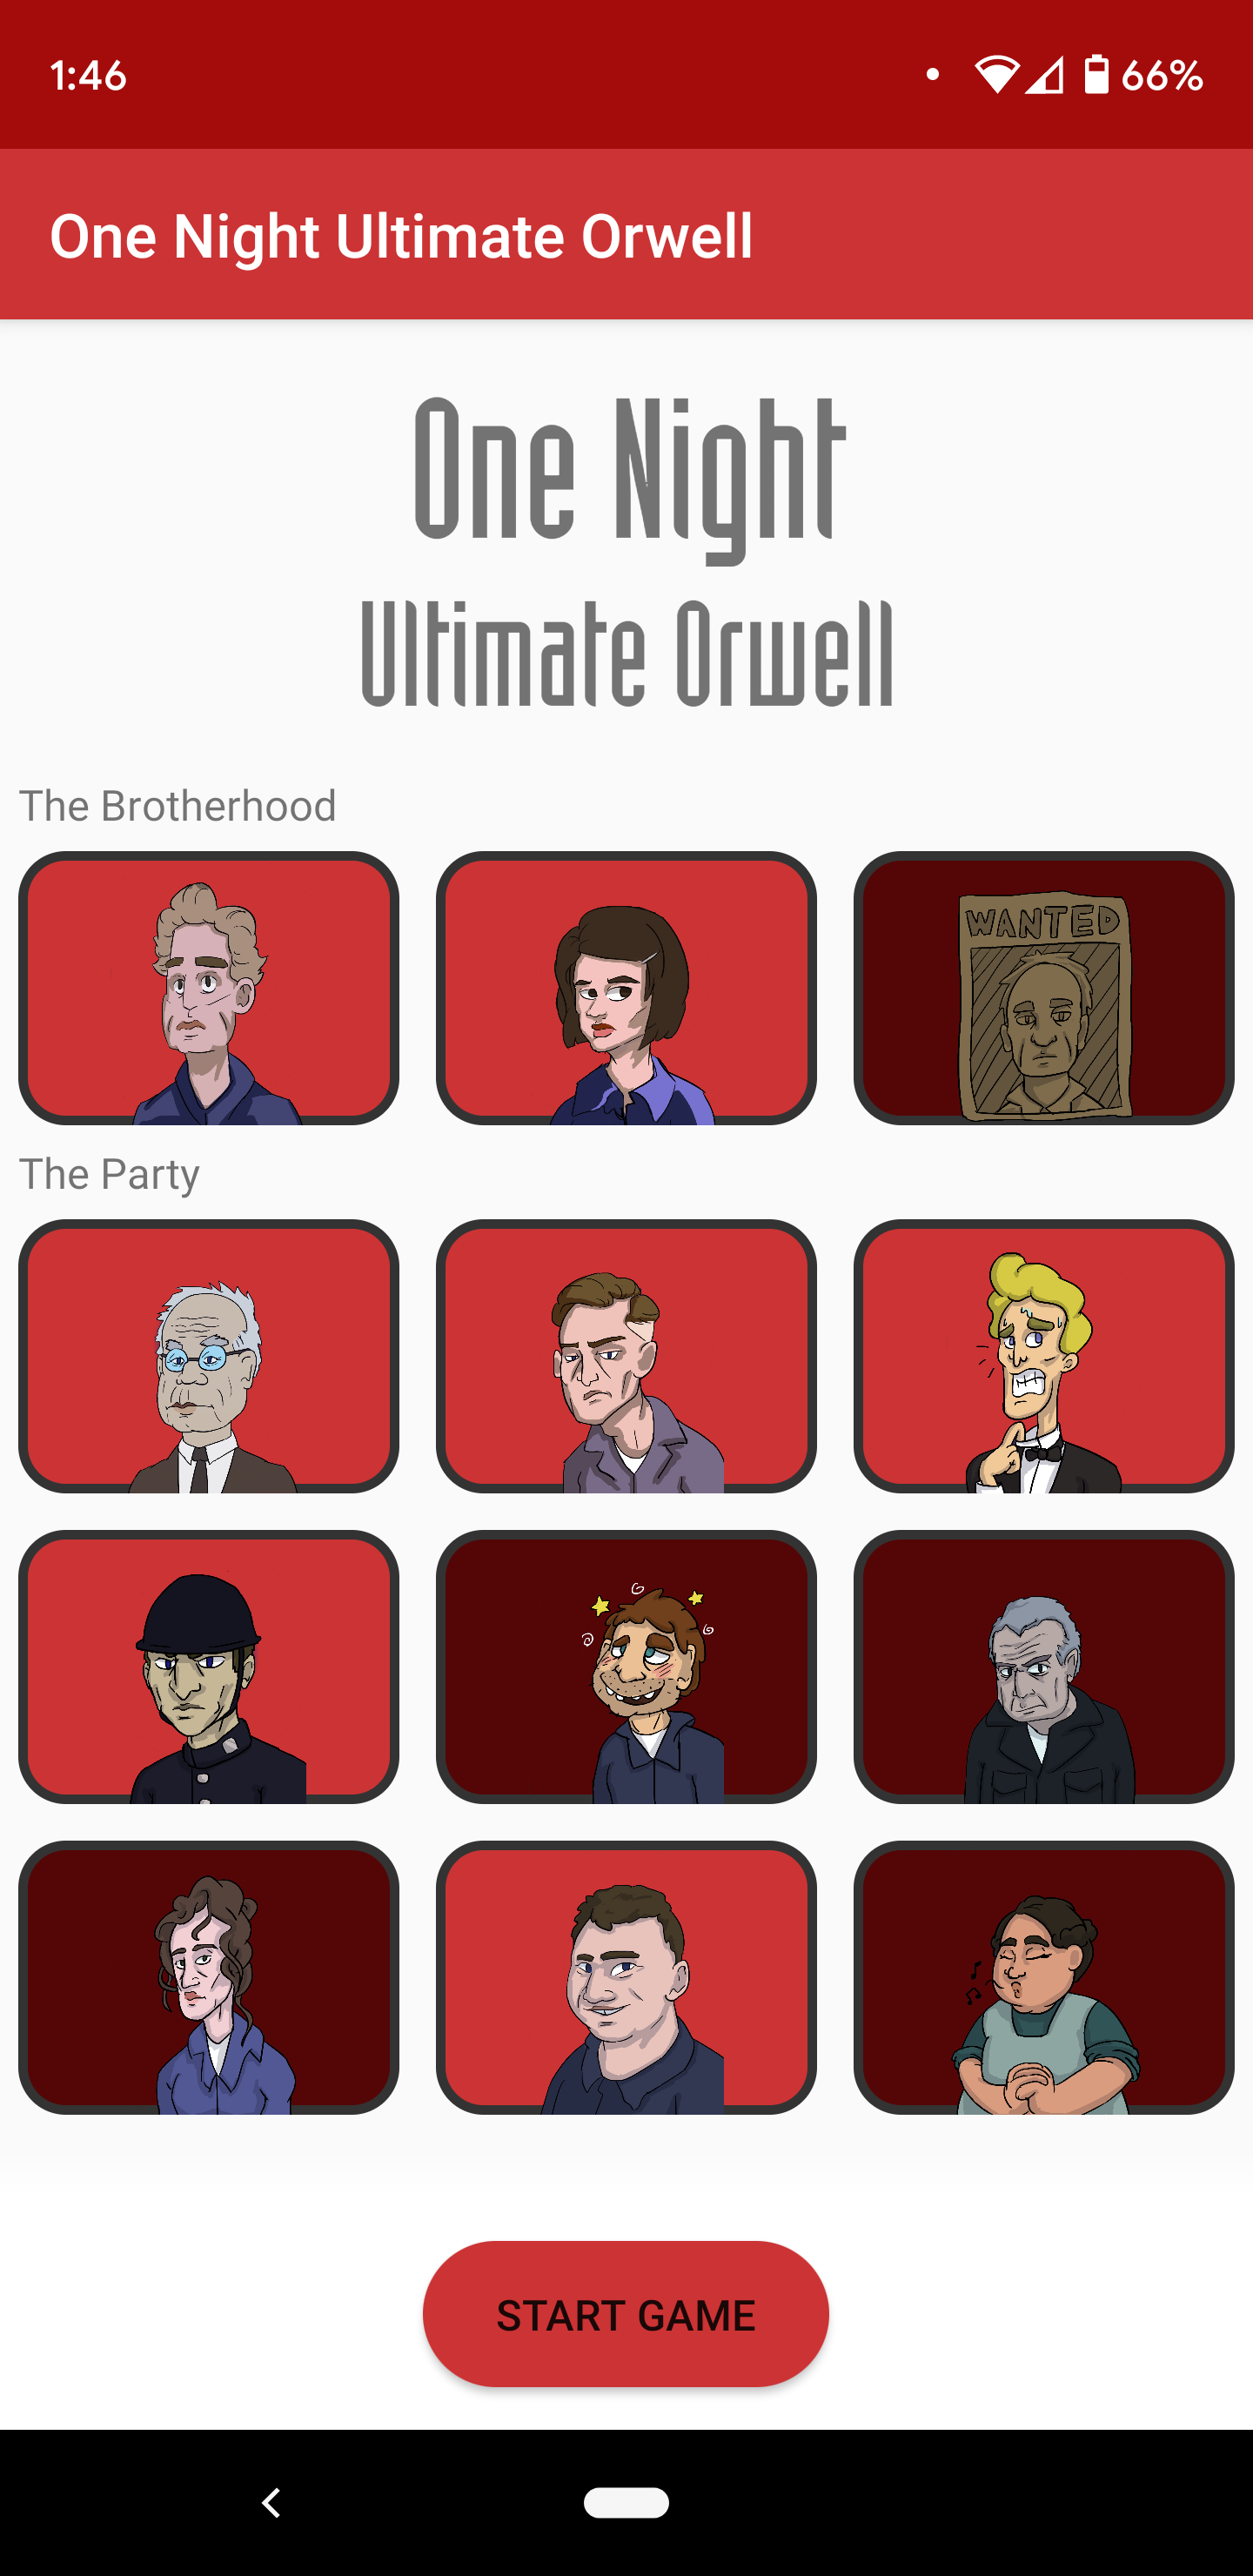 1:46
66%
One Night Ultimate Orwell
One Night
Ultimate Orwell
The Brotherhood
WANTED
The Party
START GAME